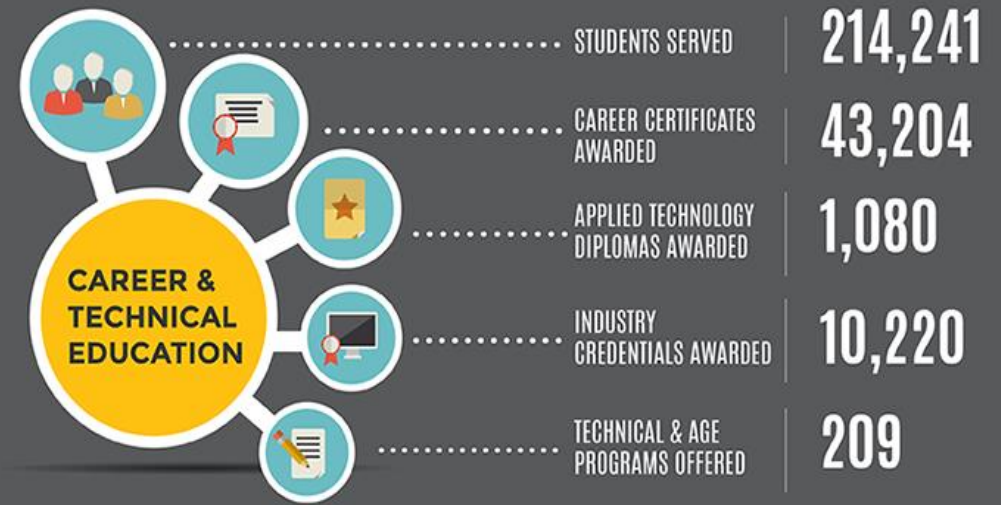 STUDENTS SERVED
214,241
CAREER CERTIFICATES
AWARDED
43,204
APPLIED TECHNOLOGY
DIPLOMAS AWARDED
1,080
CAREER &
TECHNICAL
EDUCATION
INDUSTRY
CREDENTIALS AWARDED
10,220
TECHNICAL & AGE
PROGRAMS OFFERED
209